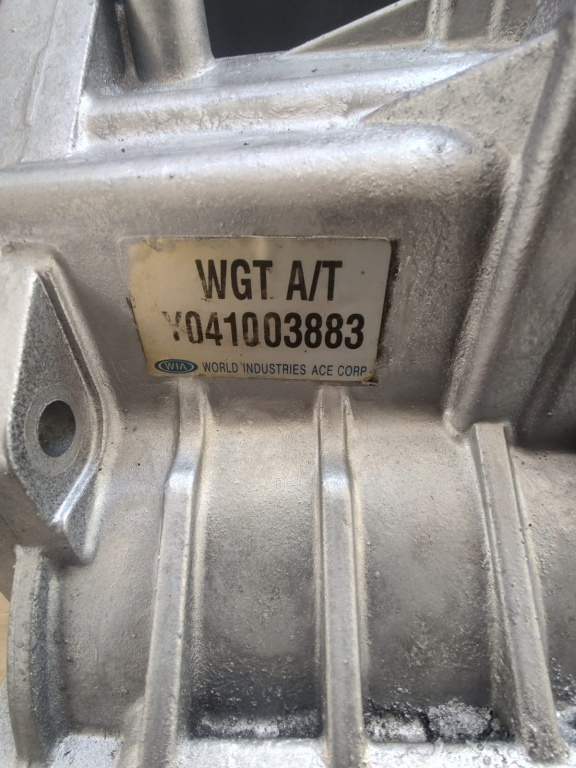 WGT A/T
Y041003883
WIA WORLD INDUSTRIES ACE CORP